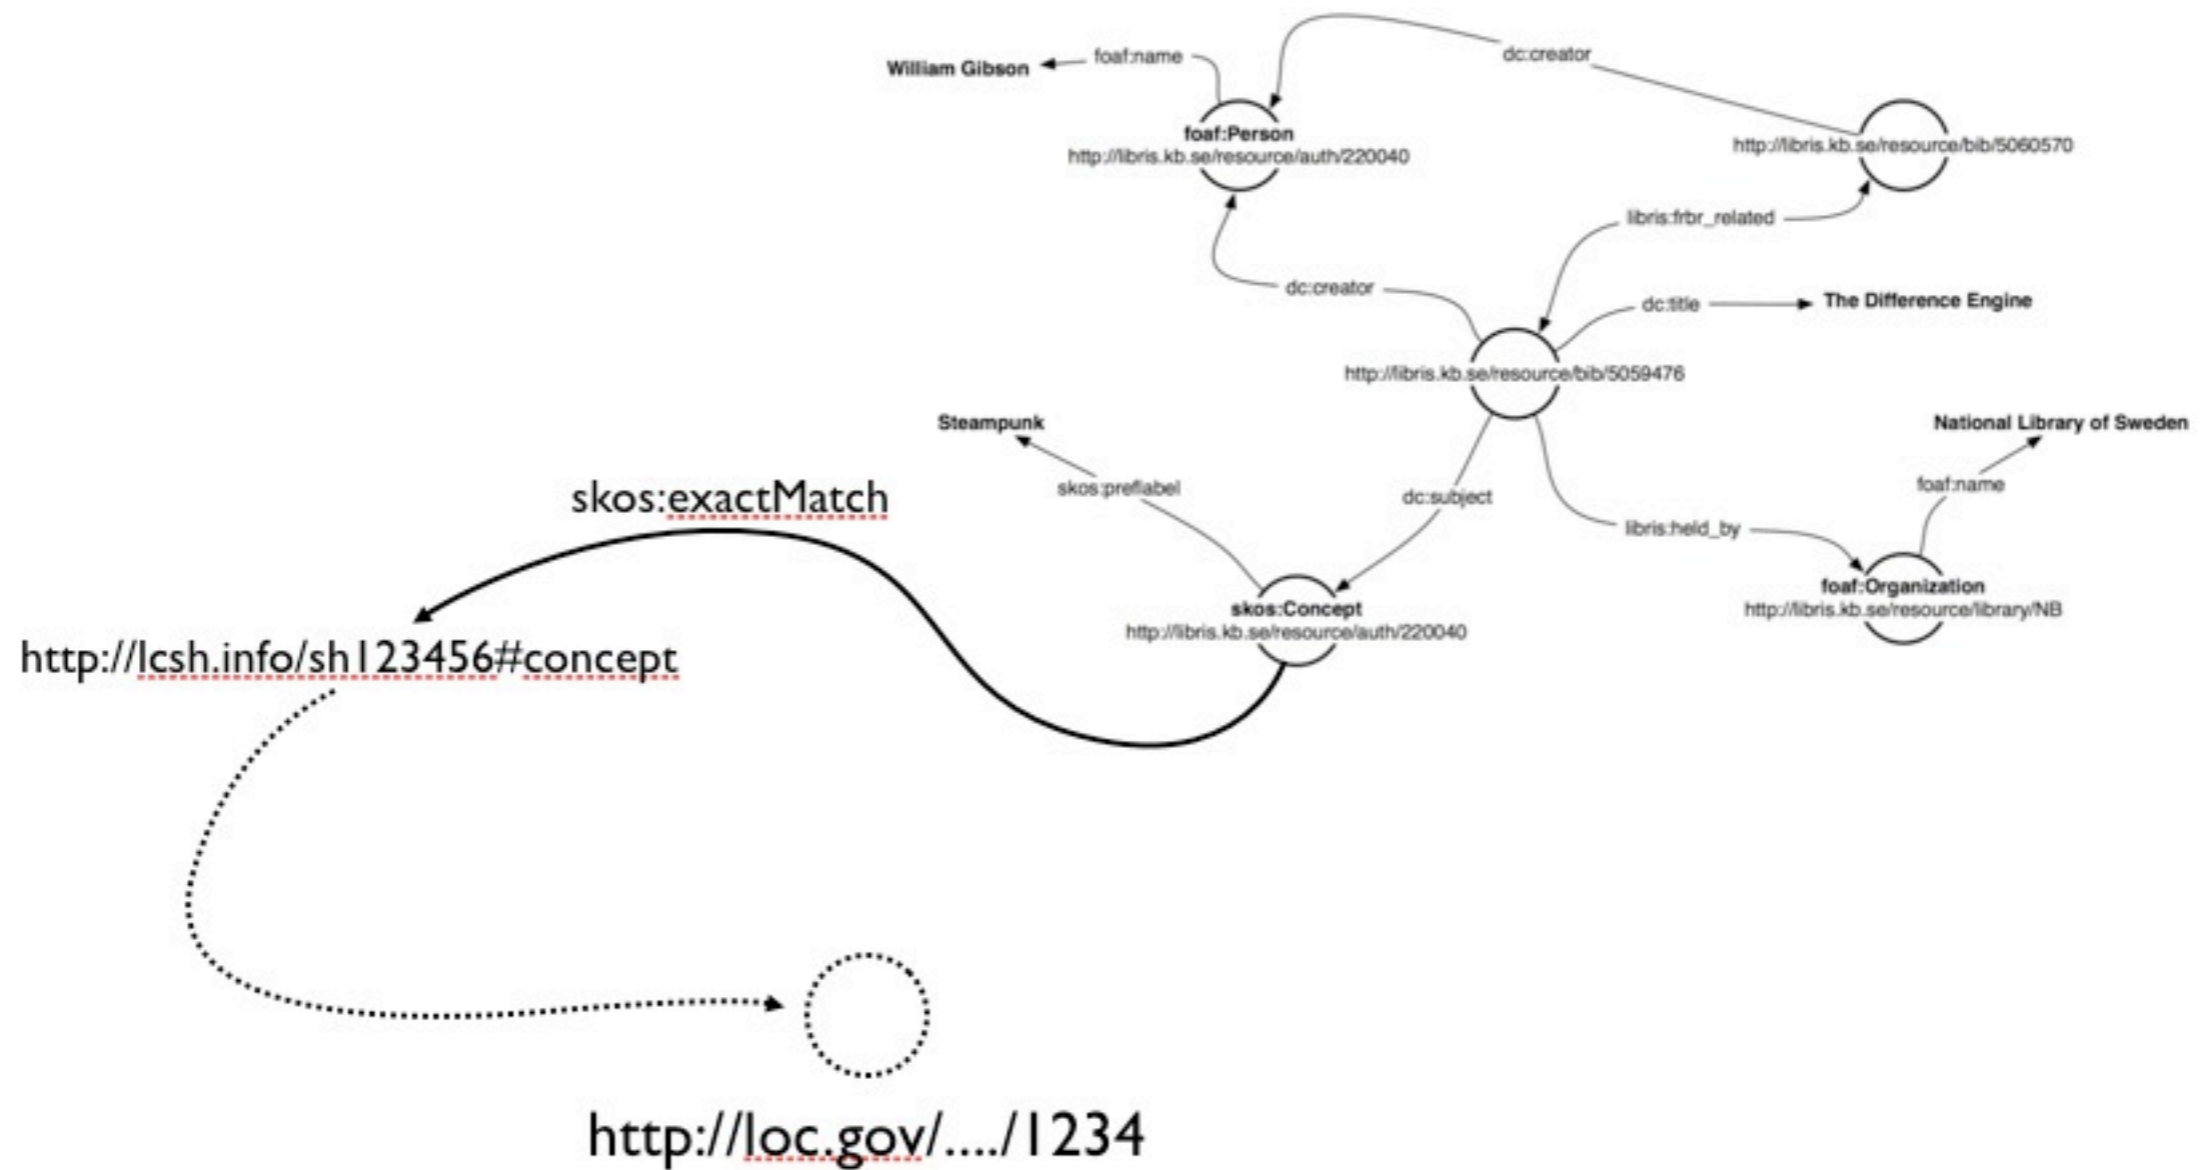 dc:creator
William Gibson
foaf:name
foaf:Person
http://libris.kb.se/resource/auth/220040
http://libris.kb.se/resource/bib/5060570
libris:frbr_related
dc:creator
dc:title
The Difference Engine
http://libris.kb.se/resource/bib/5059476
Steampunk
National Library of Sweden
skos:preflabel
dc:subject
foaf:name
skos:exactMatch
libris:held_by
foaf:Organization
http://libris.kb.se/resource/library/NB
skos:Concept
http://libris.kb.se/resource/auth/220040
http://lcsh.info/sh123456#concept
http://loc.gov/..../1234